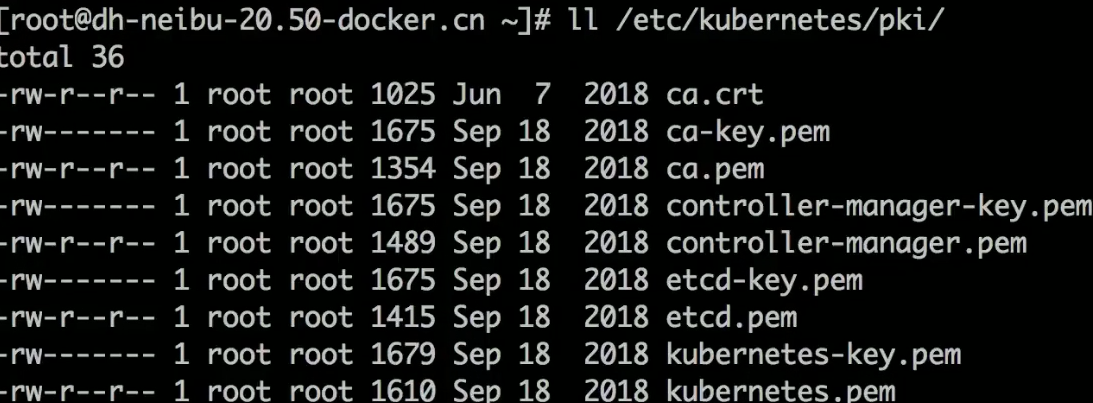 [root@dh-neibu-20.50-docker.cn ~]# ll /etc/kubernetes/pki/
total 36
-rw-r--r-- 1 root root 1025 Jun  7  2018 ca.crt
-rw------- 1 root root 1675 Sep 18  2018 ca-key.pem
-rw-r--r-- 1 root root 1354 Sep 18  2018 ca.pem
-rw------- 1 root root 1675 Sep 18  2018 controller-manager-key.pem
-rw-r--r-- 1 root root 1489 Sep 18  2018 controller-manager.pem
-rw------- 1 root root 1675 Sep 18  2018 etcd-key.pem
-rw-r--r-- 1 root root 1415 Sep 18  2018 etcd.pem
-rw------- 1 root root 1679 Sep 18  2018 kubernetes-key.pem
-rw-r--r-- 1 root root 1610 Sep 18  2018 kubernetes.pem